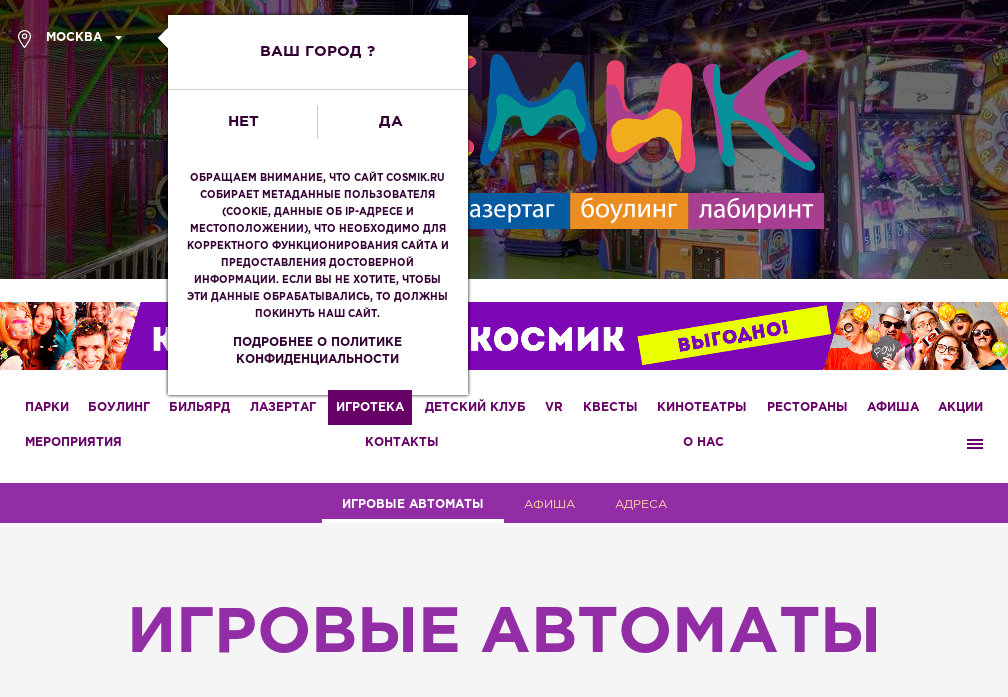 МОСКВА
ВАШ ГОРОД ?
НЕТ
ДА
ОБРАЩАЕМ ВНИМАНИЕ, ЧТО САЙТ COSMIK.RU
СОБИРАЕТ МЕТАДАННЫЕ ПОЛЬЗОВАТЕЛЯ
(COOKIE, ДАННЫЕ ОБ IP-АДРЕСЕ И
МЕСТОПОЛОЖЕНИИ), ЧТО НЕОБХОДИМО ДЛЯ
КОРРЕКТНОГО ФУНКЦИОНИРОВАНИЯ САЙТА И
ПРЕДОСТАВЛЕНИЯ ДОСТОВЕРНОЙ
ИНФОРМАЦИИ. ЕСЛИ ВЫ НЕ ХОТИТЕ, ЧТОБЫ
ЭТИ ДАННЫЕ ОБРАБАТЫВАЛИСЬ, ТО ДОЛЖНЫ
ПОКИНУТЬ НАШ САЙТ.
ПОДРОБНЕЕ О ПОЛИТИКЕ
КОНФИДЕНЦИАЛЬНОСТИ
МИК
азертаг боулинг лабиринт
КОСМИК ВЫГОДНО!
ПАРКИ БОУЛИНГ БИЛЬЯРД ЛАЗЕРТАГ ИГРОТЕКА ДЕТСКИЙ КЛУБ VR КВЕСТЫ КИНОТЕАТРЫ РЕСТОРАНЫ АФИША АКЦИИ
МЕРОПРИЯТИЯ КОНТАКТЫ О НАС
ИГРОВЫЕ АВТОМАТЫ АФИША АДРЕСА
ИГРОВЫЕ АВТОМАТЫ